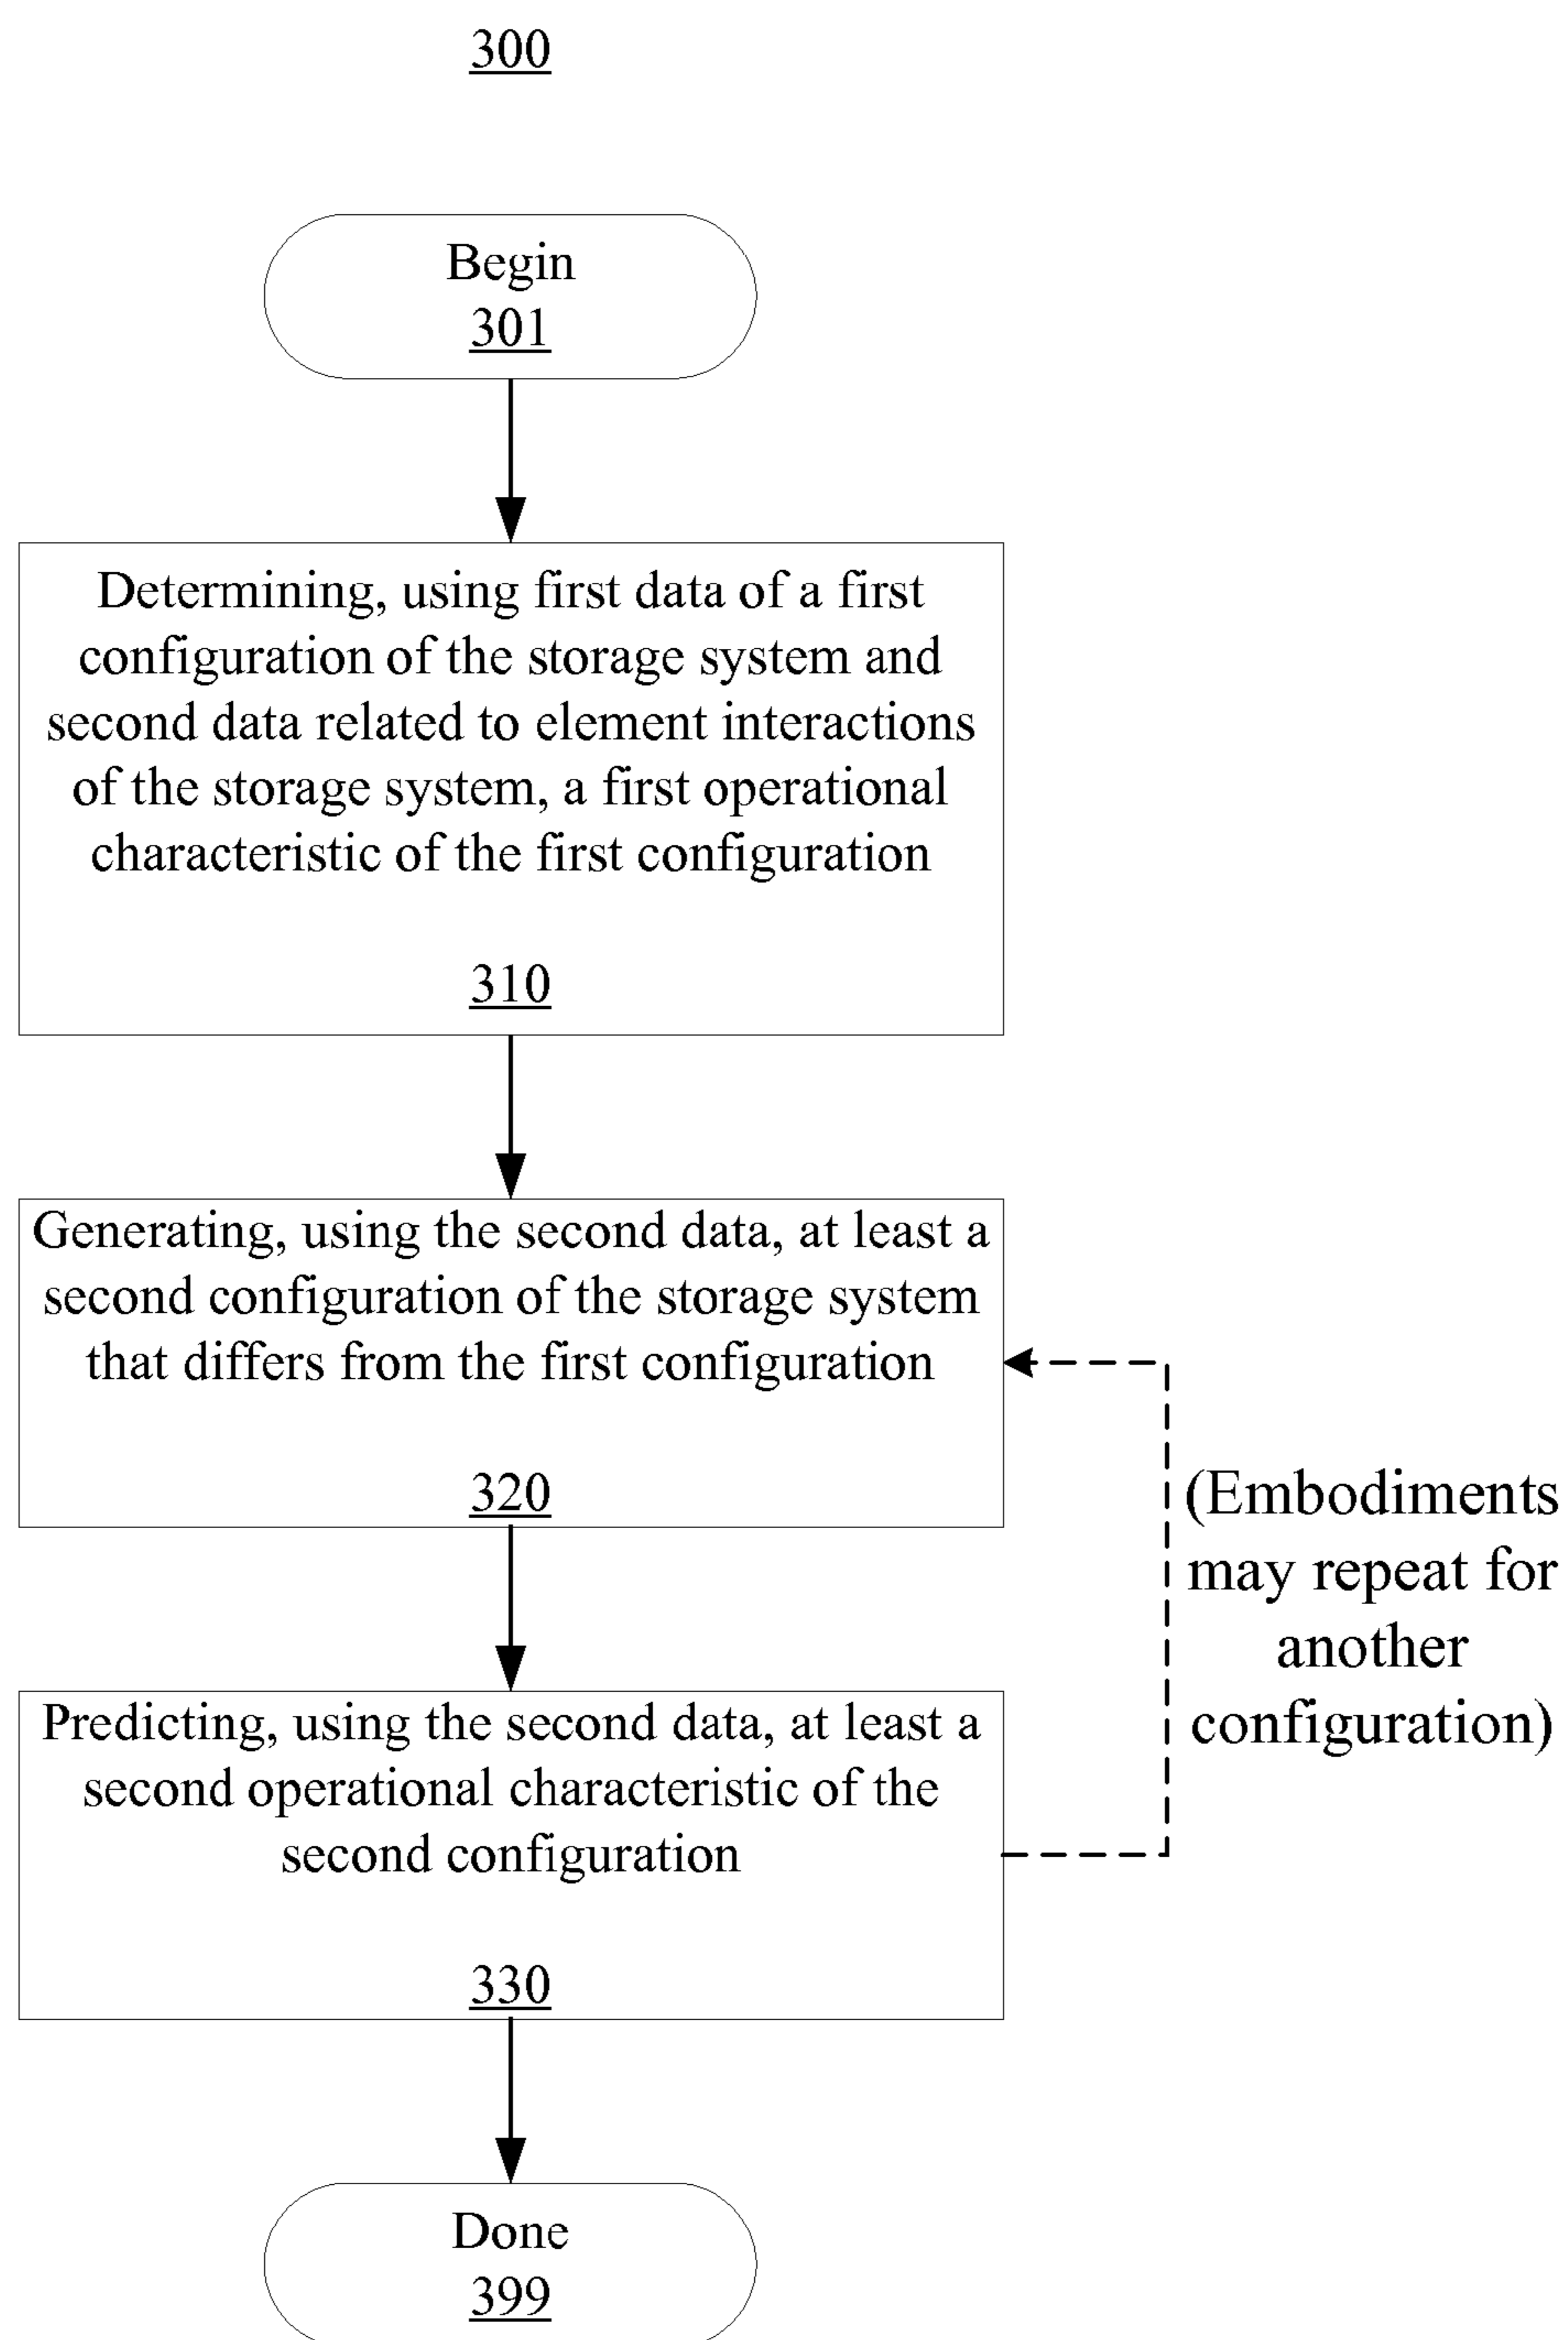 300
Begin
301
Determining, using first data of a first
configuration of the storage system and
second data related to element interactions
of the storage system, a first operational
characteristic of the first configuration
310
Generating, using the second data, at least a
second configuration of the storage system
that differs from the first configuration
320
(Embodiments
may repeat for
another
configuration)
Predicting, using the second data, at least a
second operational characteristic of the
second configuration
330
Done
399